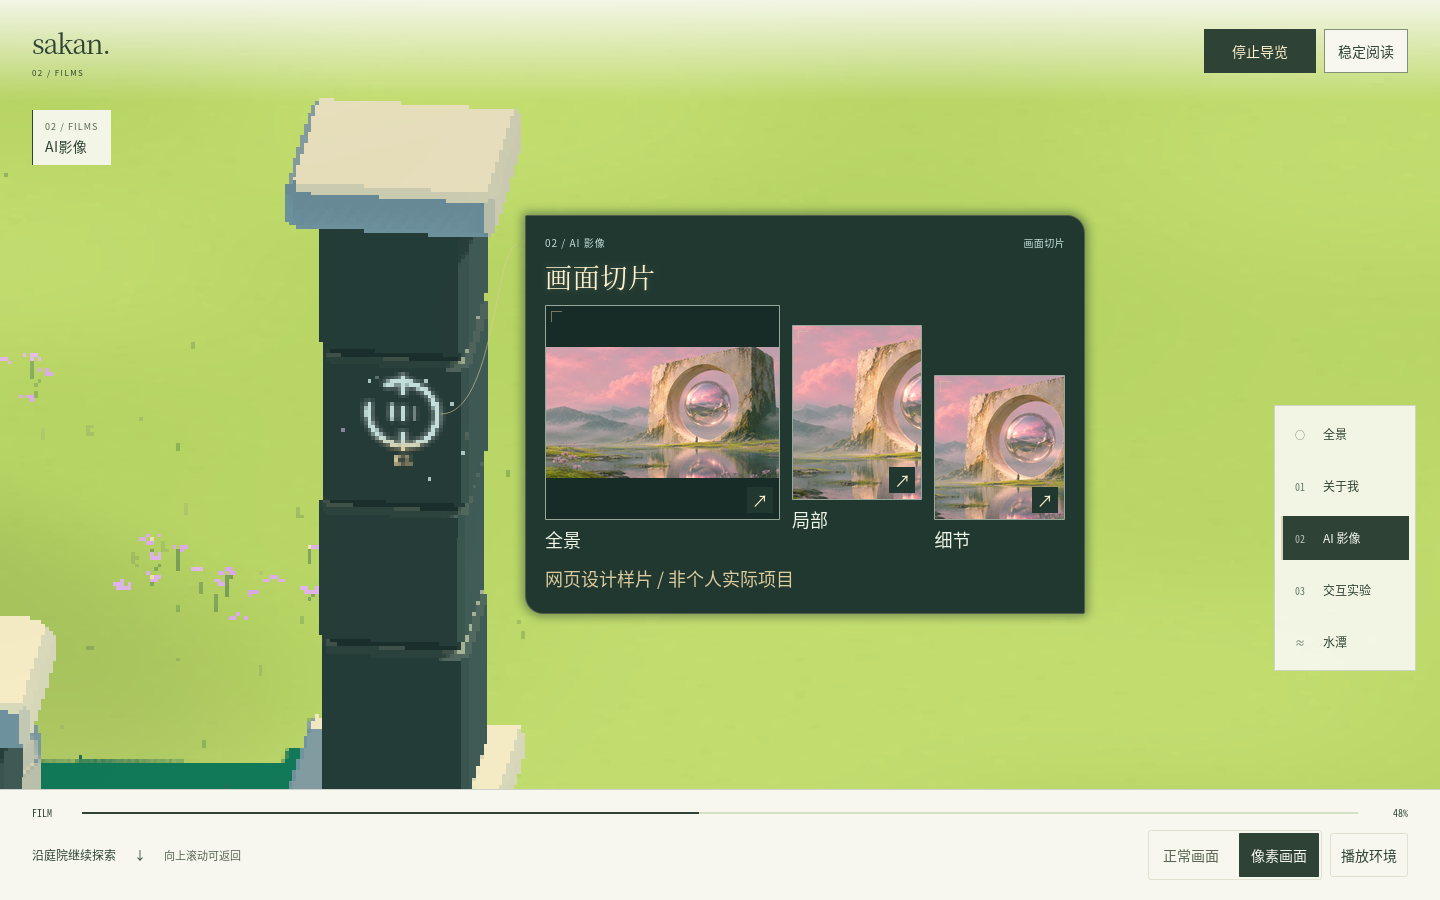 sakan.
02 / FILMS
停止导览
稳定阅读
02 / FILMS
AI影像
02 / AI 影像
画面切片
画面切片
全景
局部
细节
网页设计样片 / 非个人实际项目
全景
01 关于我
02 AI 影像
03 交互实验
≈ 水潭
FILM
48%
沿庭院继续探索 ↓ 向上滚动可返回
正常画面
像素画面
播放环境